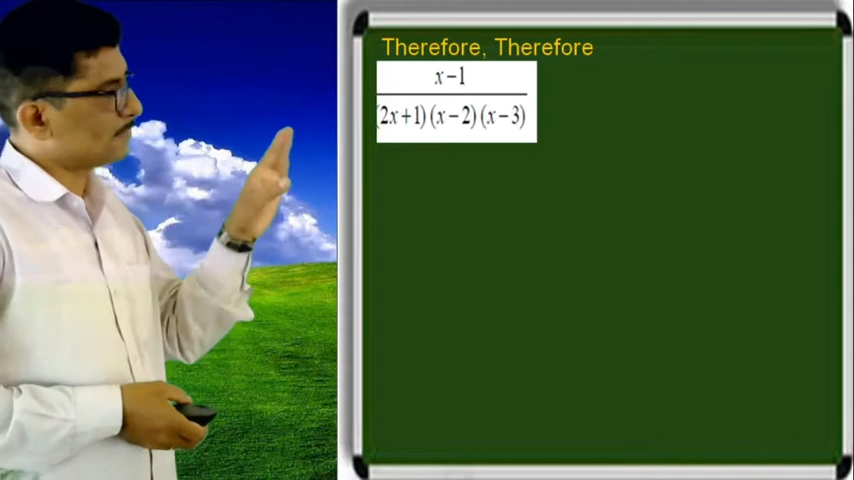 Therefore, Therefore
x−1
(2x+1)(x−2)(x−3)